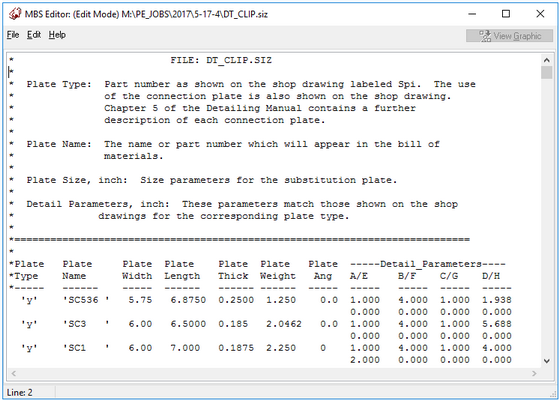 MBS Editor: (Edit Mode) M:\PE_JOBS\2017\5-17-4\DT_CLIP.siz
File Edit Help
View Graphic
* FILE: DT_CLIP.SIZ
*
* Plate Type: Part number as shown on the shop drawing labeled Spi. The use
* of the connection plate is also shown on the shop drawing.
* Chapter 5 of the Detailing Manual contains a further
* description of each connection plate.
*
* Plate Name: The name or part number which will appear in the bill of
* materials.
*
* Plate Size, inch: Size parameters for the substitution plate.
*
* Detail Parameters, inch: These parameters match those shown on the shop
* drawings for the corresponding plate type.
*
*===========================================================================
*
*Plate Plate Plate Plate Plate Plate Plate -----Detail_Parameters----
*Type Name Width Length Thick Weight Ang A/E B/F C/G D/H
*----- ------ ----- ------ ----- ------ ----- ----- ----- ----- -----
'y' 'SC536 ' 5.75 6.8750 0.2500 1.250 0.0 1.000 4.000 1.000 1.938
0.000 0.000 0.000 0.000
'y' 'SC3 ' 6.00 6.5000 0.185 2.0462 0.0 1.000 4.000 1.000 5.688
0.000 0.000 0.000 0.000
'y' 'SC1 ' 6.00 7.000 0.1875 2.250 0 1.000 4.000 1.000 4.000
2.000 0.000 0.000 0.000
Line: 2